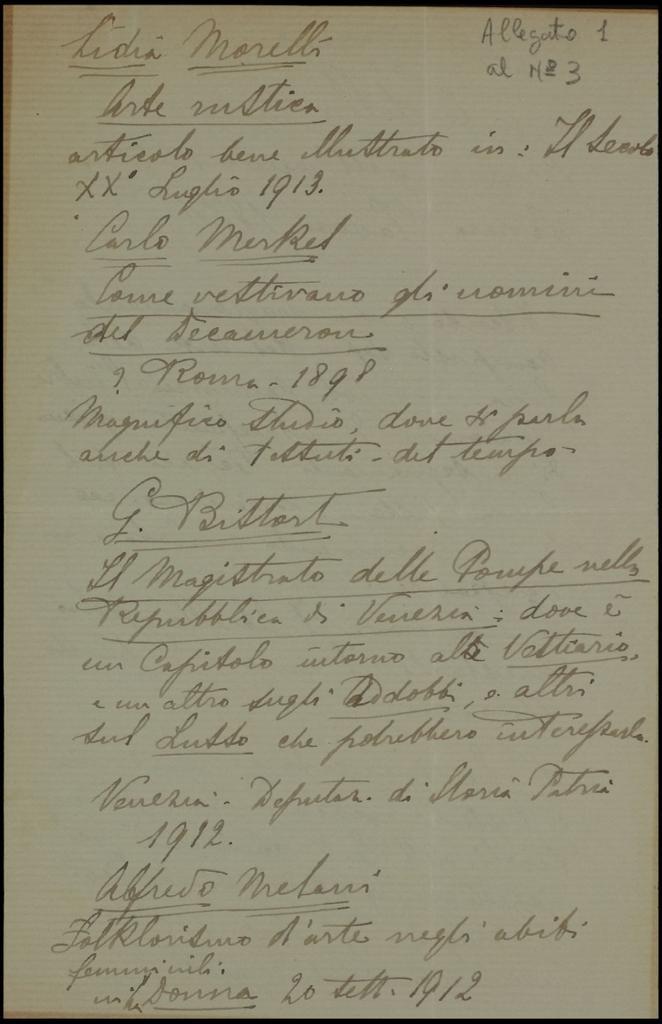 Allegato 1
al Nº 3
Lidia Morelli
Arte rustica
articolo bene illustrato in: Il Secolo
XXº Luglio 1913.
Carlo Merkel
Come vestivano gli uomini
del Decameron
? Roma - 1898
Magnifico studio, dove si parla
anche di tessuti del tempo -
G. Bistort
Il Magistrato delle Pompe nella
Repubblica di Venezia: dove è
un Capitolo intorno al Vestiario,
e un altro sugli Addobbi, e altri
sul Lusso che potrebbero interessarla.
Venezia - Deputaz. di Storia Patria
1912.
Alfredo Melani
Folklorismo d'arte negli abiti
femminili:
Donna 20 sett. 1912